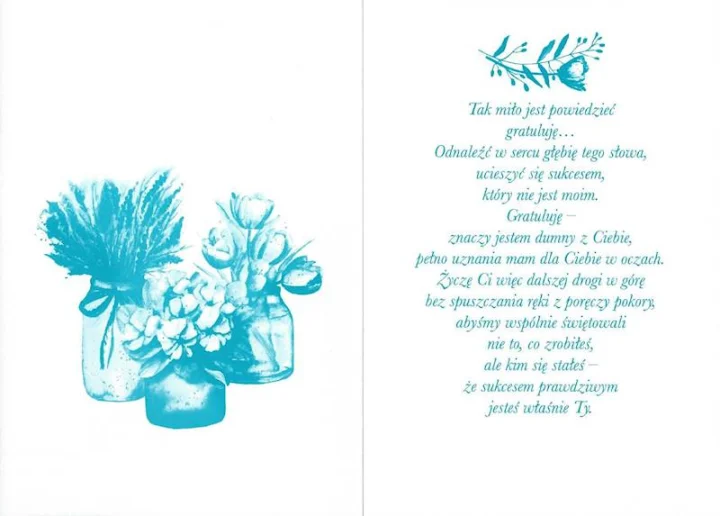 Tak miło jest powiedzieć
gratuluję...
Odnaleźć w sercu głębię tego słowa,
ucieszyć się sukcesem,
który nie jest moim.
Gratuluję –
znaczy jestem dumny z Ciebie,
pełno uznania mam dla Ciebie w oczach.
Życzę Ci więc dalszej drogi w górę
bez spuszczania ręki z poręczy pokory,
abyśmy wspólnie świętowali
nie to, co zrobiłeś,
ale kim się stałeś –
że sukcesem prawdziwym
jesteś właśnie Ty.